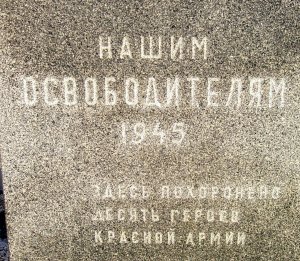 НАШИМ
ОСВОБОДИТЕЛЯМ
1945
ЗДЕСЬ ПОХОРОНЕНО
ДЕСЯТЬ ГЕРОЕВ
КРАСНОЙ АРМИИ